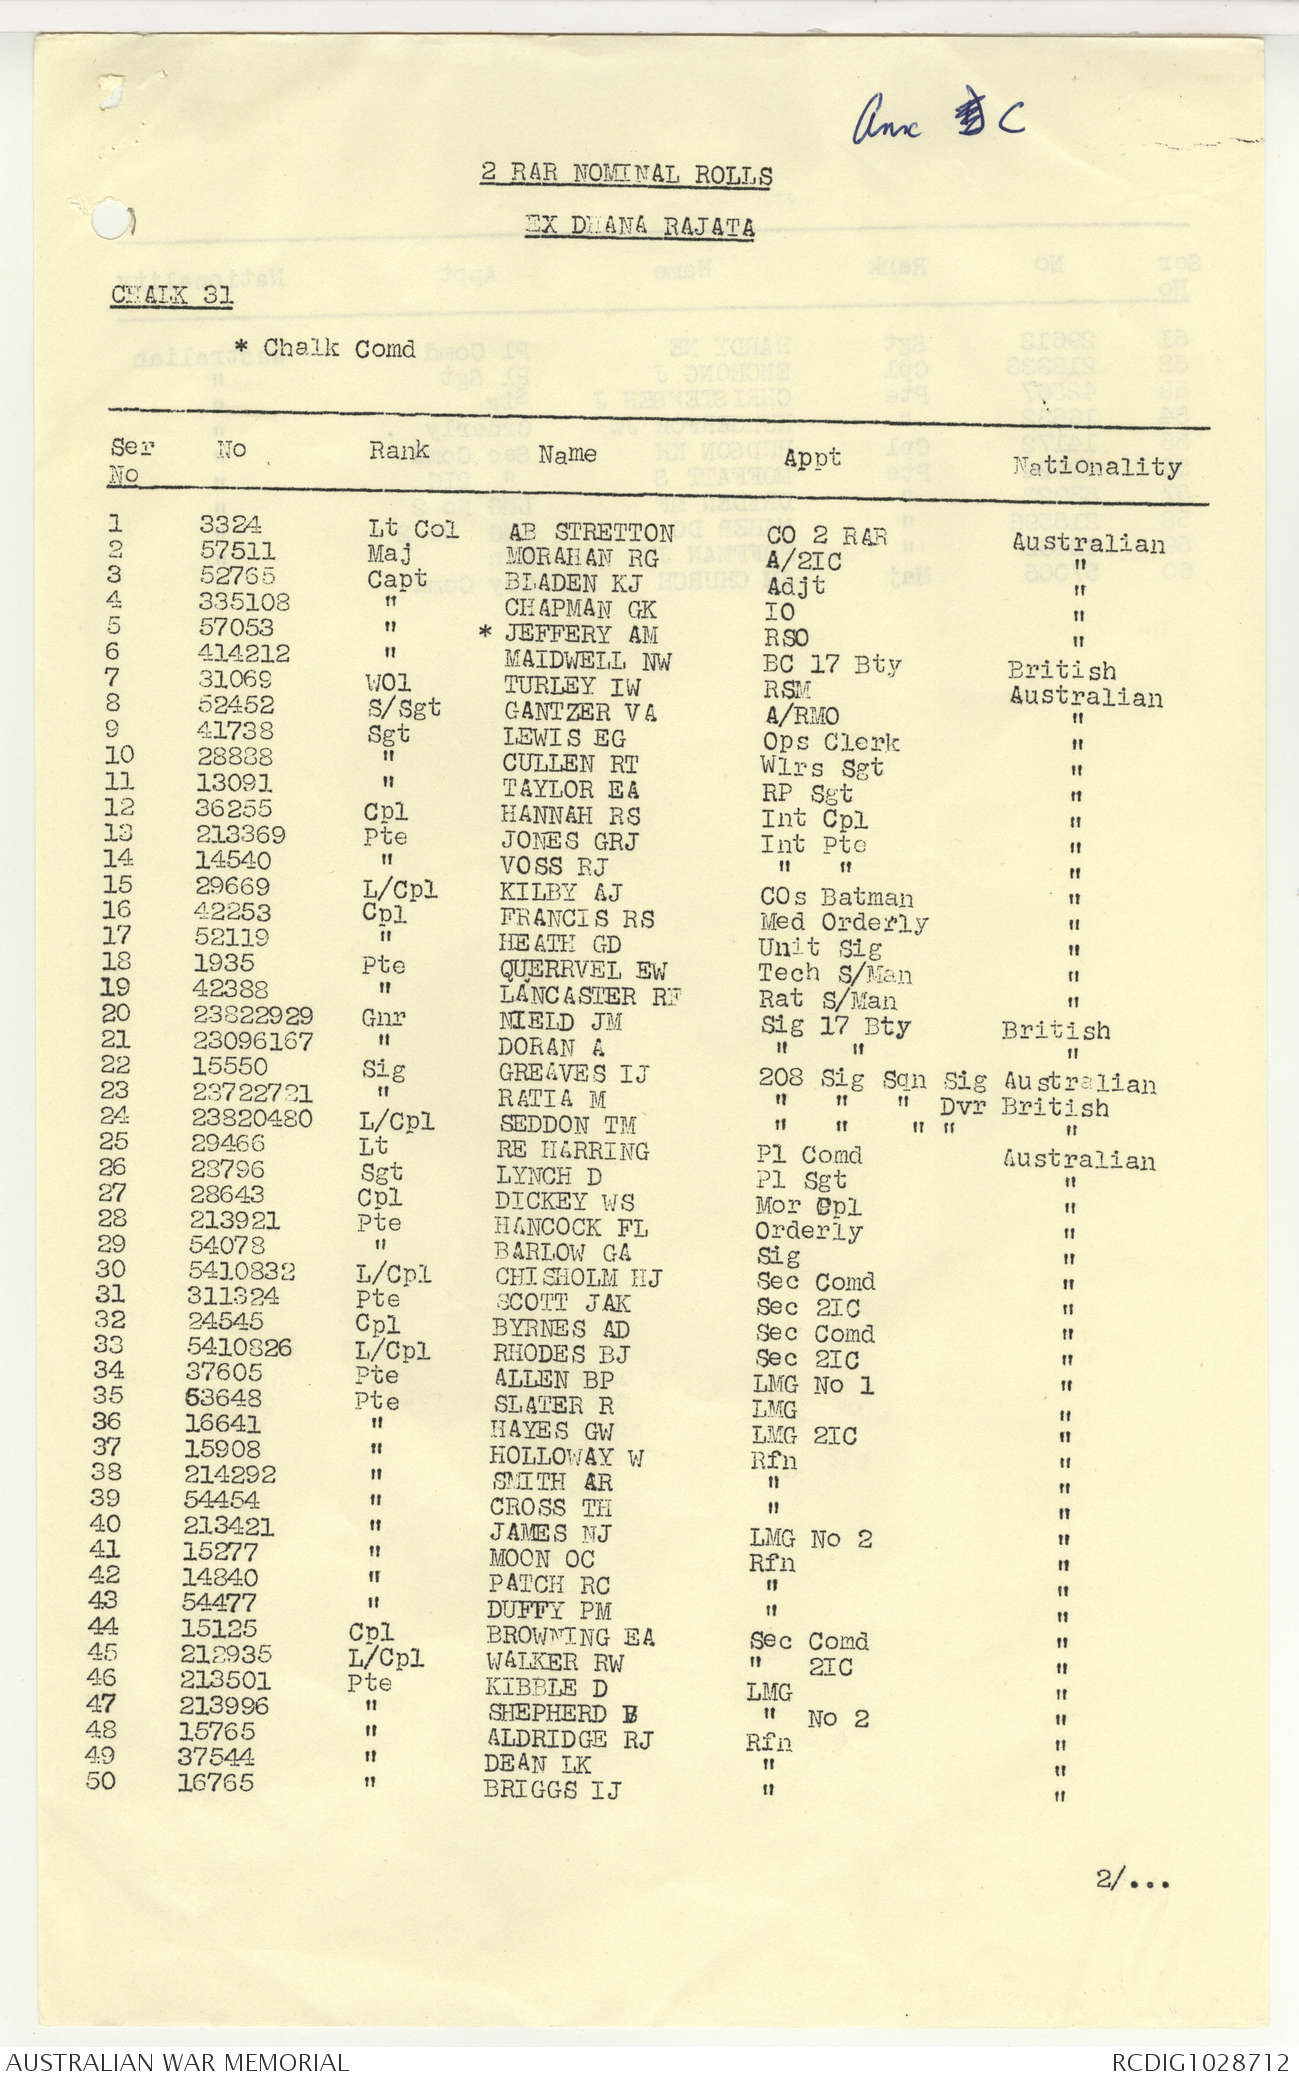 Anx C
2 RAR NOMINAL ROLLS
EX DHANA RAJATA
CHALK 31
* Chalk Comd
Ser No No Rank Name Appt Nationality
1 3324 Lt Col AB STRETTON CO 2 RAR Australian
2 57511 Maj MORAHAN RG A/2IC "
3 52765 Capt BLADEN KJ Adjt "
4 335108 " CHAPMAN GK IO "
5 57053 " * JEFFERY AM RSO "
6 414212 " MAIDWELL NW BC 17 Bty British
7 31069 WO1 TURLEY IW RSM Australian
8 52452 S/Sgt GANTZER VA A/RMO "
9 41738 Sgt LEWIS EG Ops Clerk "
10 28888 " CULLEN RT Wlrs Sgt "
11 13091 " TAYLOR EA RP Sgt "
12 36255 Cpl HANNAH RS Int Cpl "
13 213369 Pte JONES GRJ Int Pte "
14 14540 " VOSS RJ " " "
15 29669 L/Cpl KILBY AJ COs Batman "
16 42253 Cpl FRANCIS RS Med Orderly "
17 52119 " HEATH GD Unit Sig "
18 1935 Pte QUERRVEL EW Tech S/Man "
19 42388 " LANCASTER RF Rat S/Man "
20 23822929 Gnr NIELD JM Sig 17 Bty British
21 23096167 " DORAN A " " "
22 15550 Sig GREAVES IJ 208 Sig Sqn Sig Australian
23 23722721 " RATIA M " " " Dvr British
24 23820480 L/Cpl SEDDON TM " " " " "
25 29466 Lt RE HARRING Pl Comd Australian
26 28796 Sgt LYNCH D Pl Sgt "
27 28643 Cpl DICKEY WS Mor Cpl "
28 213921 Pte HANCOCK FL Orderly "
29 54078 " BARLOW GA Sig "
30 5410832 L/Cpl CHISHOLM HJ Sec Comd "
31 311324 Pte SCOTT JAK Sec 2IC "
32 24545 Cpl BYRNES AD Sec Comd "
33 5410826 L/Cpl RHODES BJ Sec 2IC "
34 37605 Pte ALLEN BP LMG No 1 "
35 53648 Pte SLATER R LMG "
36 16641 " HAYES GW LMG 2IC "
37 15908 " HOLLOWAY W Rfn "
38 214292 " SMITH AR " "
39 54454 " CROSS TH " "
40 213421 " JAMES NJ LMG No 2 "
41 15277 " MOON OC Rfn "
42 14840 " PATCH RC " "
43 54477 " DUFFY PM " "
44 15125 Cpl BROWNING EA Sec Comd "
45 212935 L/Cpl WALKER RW " 2IC "
46 213501 Pte KIBBLE D LMG "
47 213996 " SHEPHERD " No 2 "
48 15765 " ALDRIDGE RJ Rfn "
49 37544 " DEAN LK " "
50 16765 " BRIGGS IJ " "
2/...
AUSTRALIAN WAR MEMORIAL RCDIG1028712